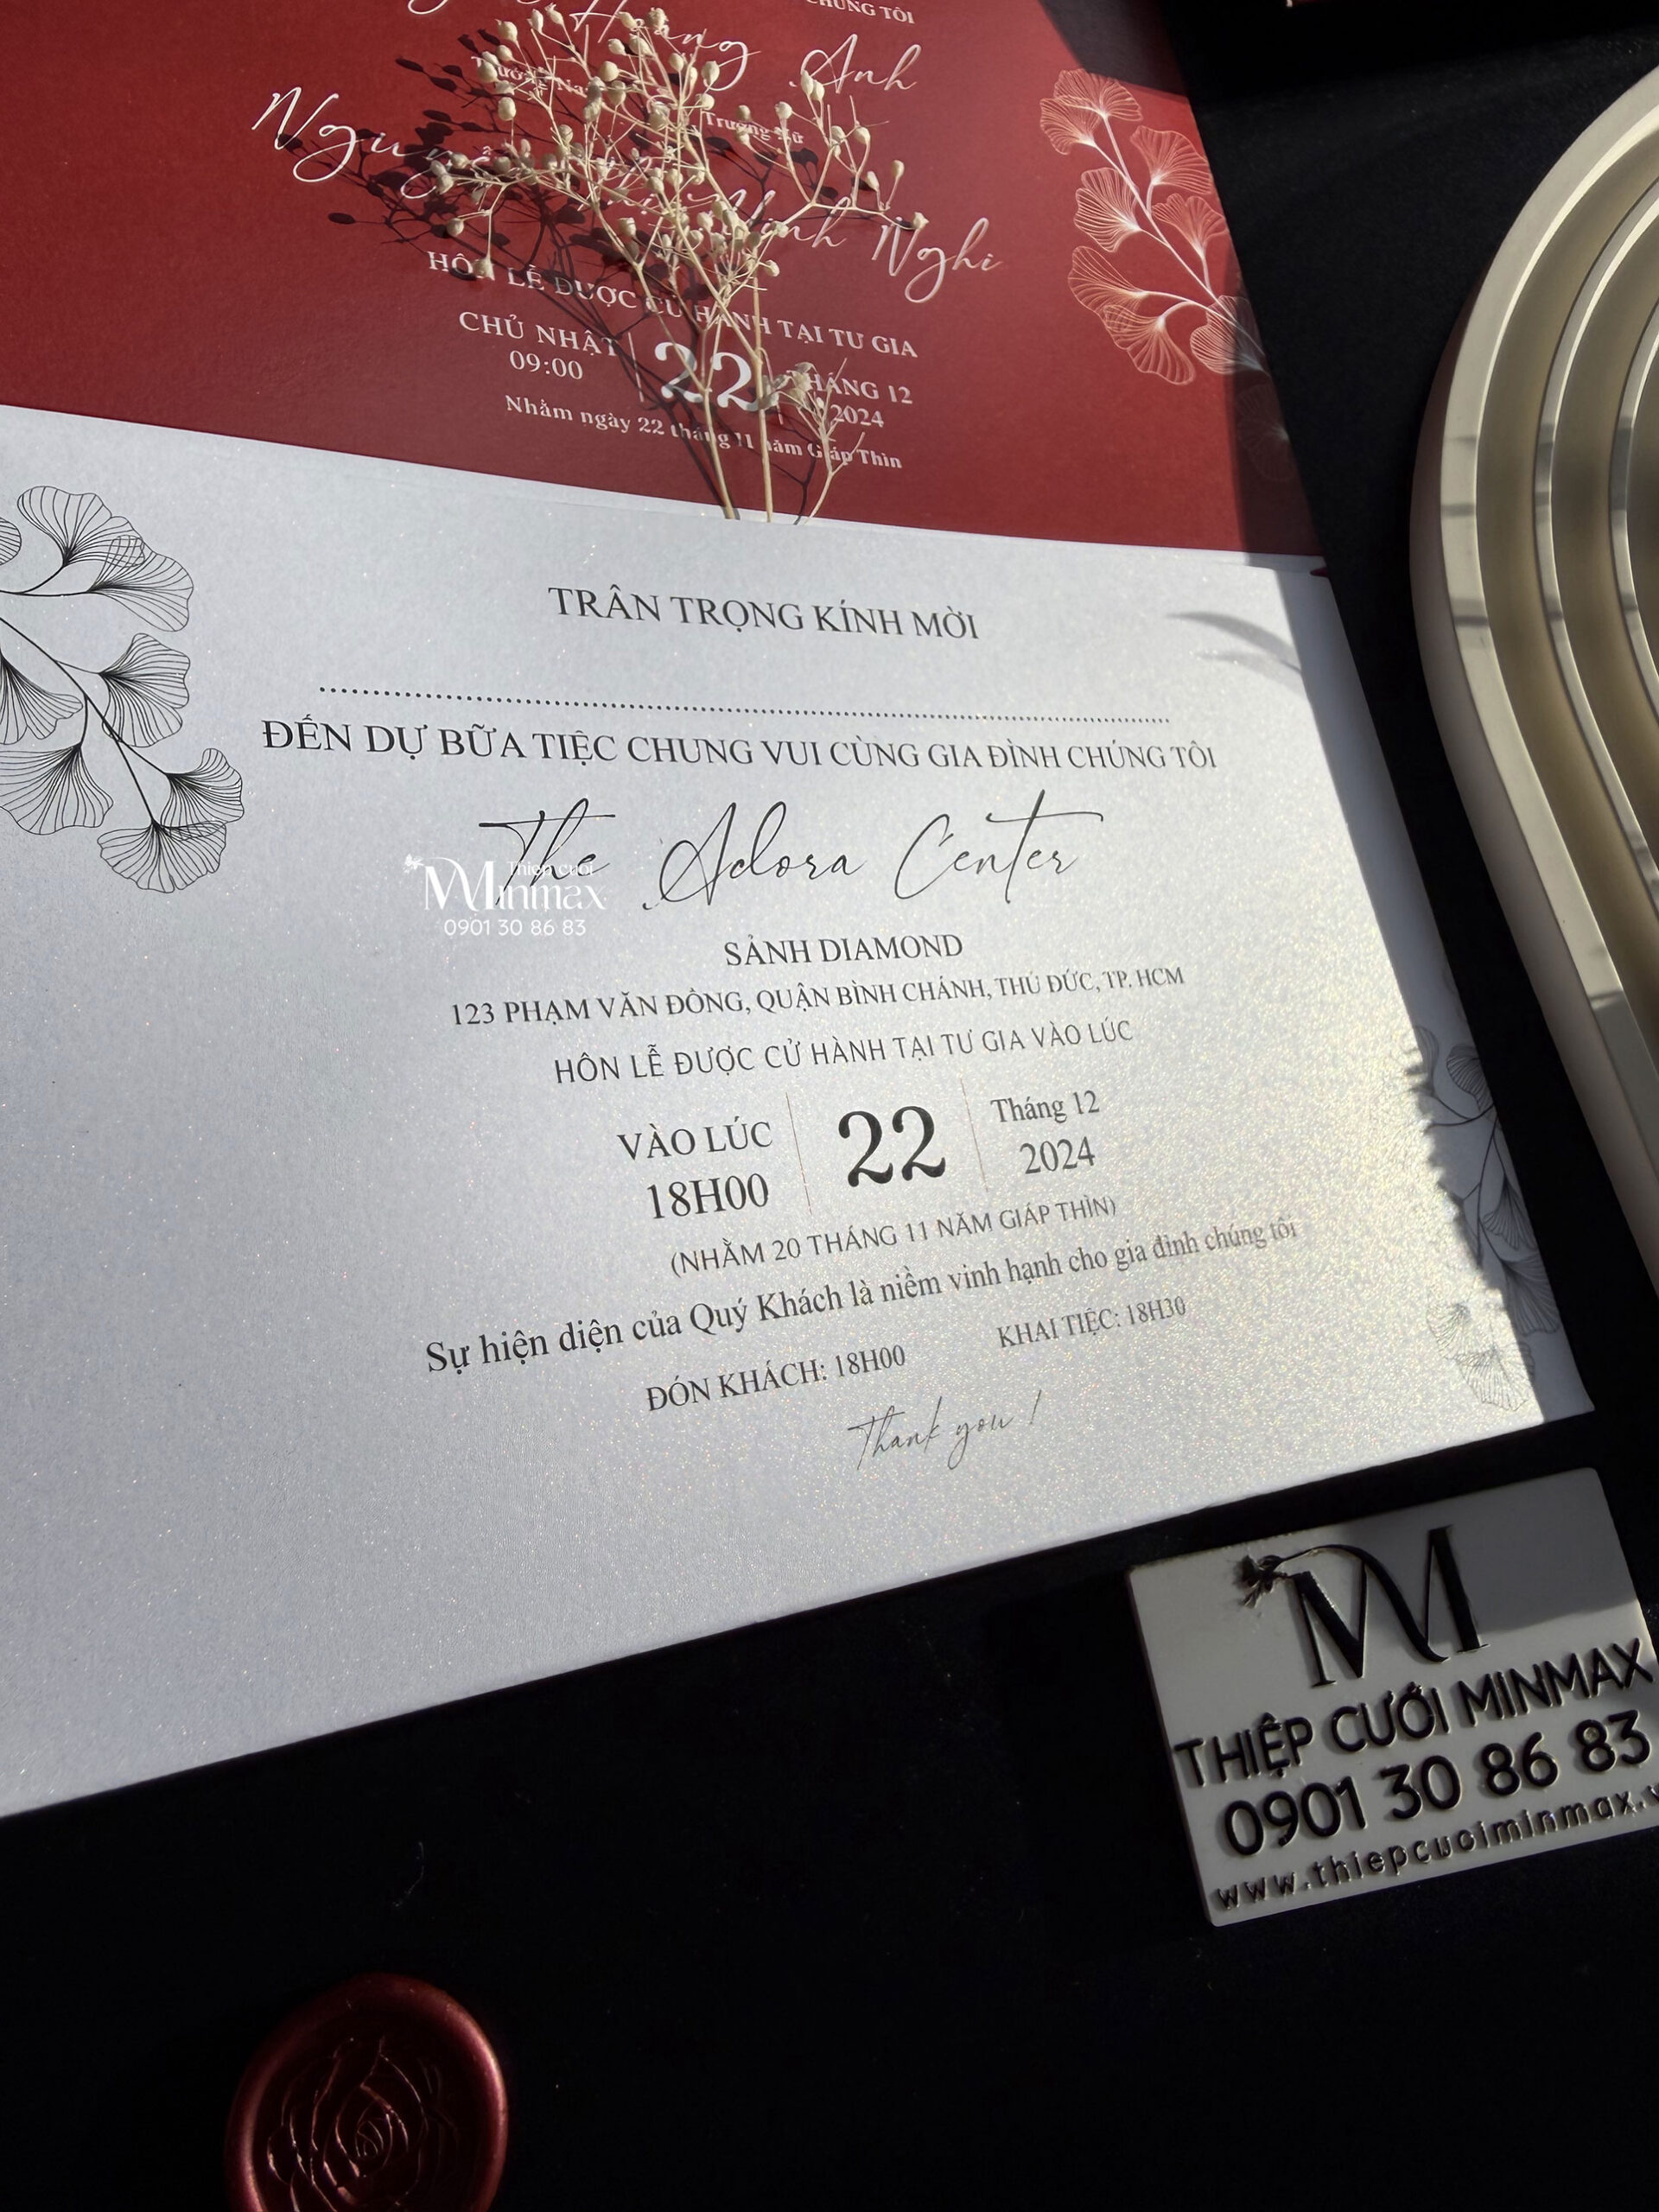 CHÚNG TÔI
Hoàng Anh
Trưởng Nữ
Minh Nghi
HÔN LỄ ĐƯỢC CỬ HÀNH TẠI TƯ GIA
CHỦ NHẬT
09:00
22
THÁNG 12
2024
Nhằm ngày 22 tháng 11 năm Giáp Thìn
TRÂN TRỌNG KÍNH MỜI
ĐẾN DỰ BỮA TIỆC CHUNG VUI CÙNG GIA ĐÌNH CHÚNG TÔI
The Adora Center
Thiệp cưới
Minmax
0901 30 86 83
SẢNH DIAMOND
123 PHẠM VĂN ĐỒNG, QUẬN BÌNH CHÁNH, THỦ ĐỨC, TP. HCM
HÔN LỄ ĐƯỢC CỬ HÀNH TẠI TƯ GIA VÀO LÚC
VÀO LÚC
18H00
22
Tháng 12
2024
(NHẰM 20 THÁNG 11 NĂM GIÁP THÌN)
Sự hiện diện của Quý Khách là niềm vinh hạnh cho gia đình chúng tôi
ĐÓN KHÁCH: 18H00 KHAI TIỆC: 18H30
Thank you !
M
THIỆP CƯỚI MINMAX
0901 30 86 83
www.thiepcuoiminmax.v